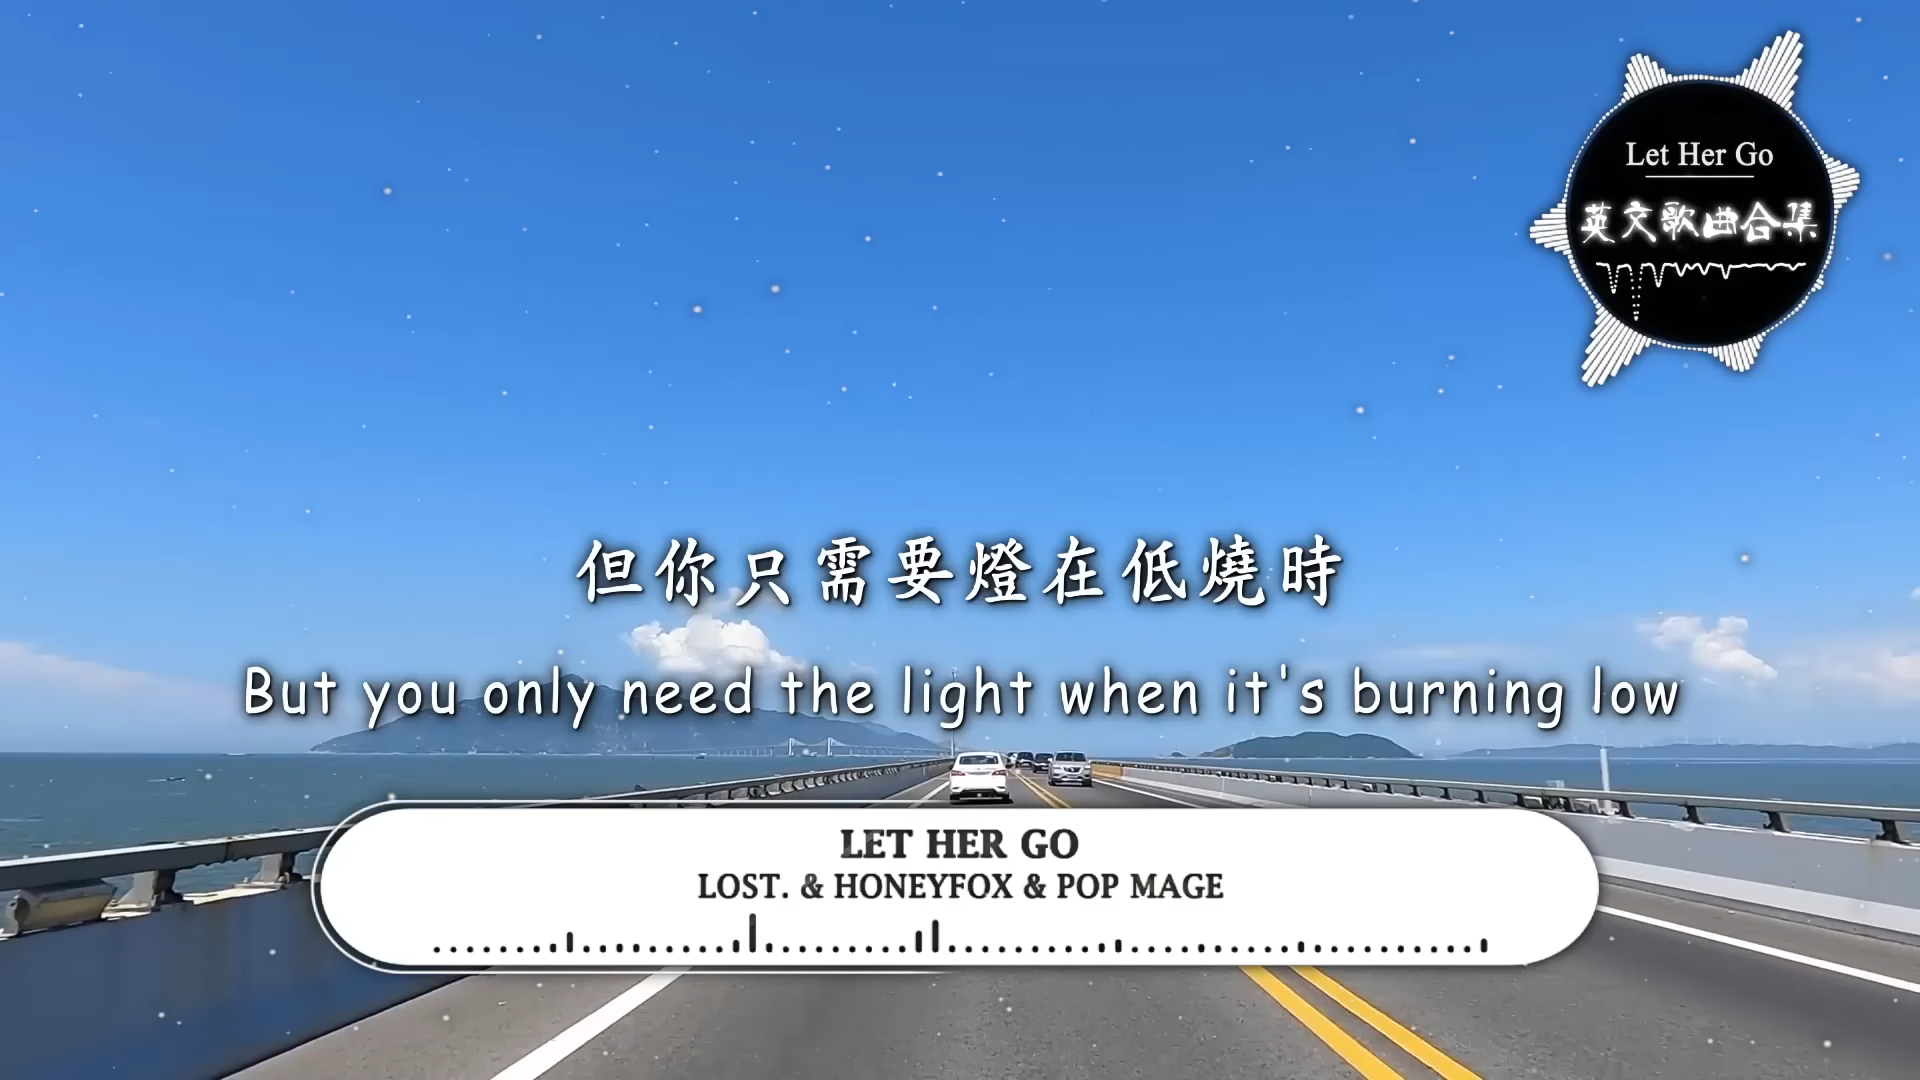 Let Her Go
英文歌曲合集
但你只需要燈在低燒時
But you only need the light when it's burning low
LET HER GO
LOST. & HONEYFOX & POP MAGE